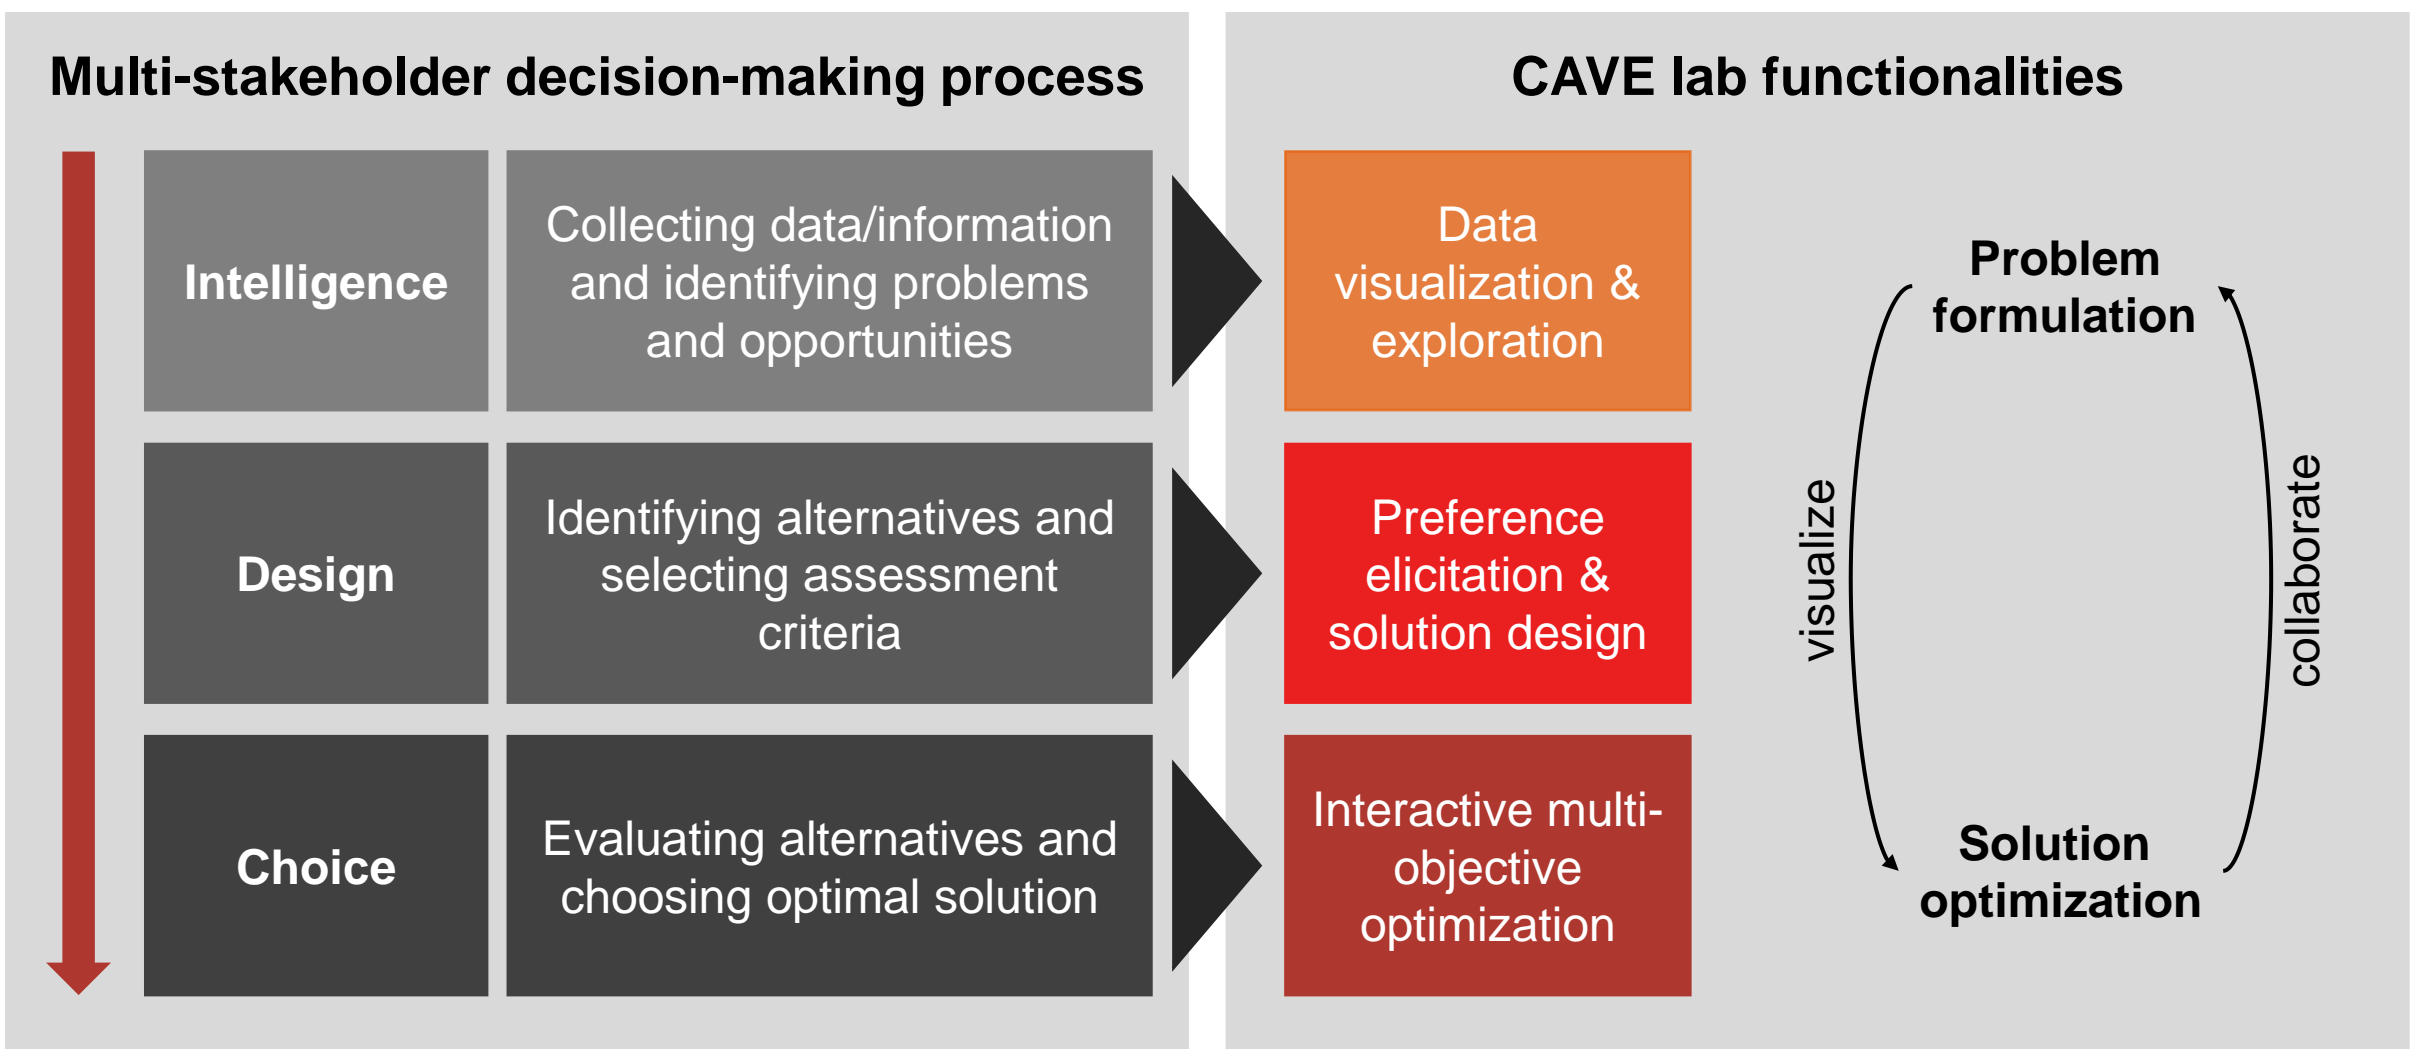 Multi-stakeholder decision-making process
Intelligence
Collecting data/information
and identifying problems
and opportunities
Design
Identifying alternatives and
selecting assessment
criteria
Choice
Evaluating alternatives and
choosing optimal solution
CAVE lab functionalities
Data
visualization &
exploration
Preference
elicitation &
solution design
Interactive multi-
objective
optimization
Problem
formulation
visualize
collaborate
Solution
optimization